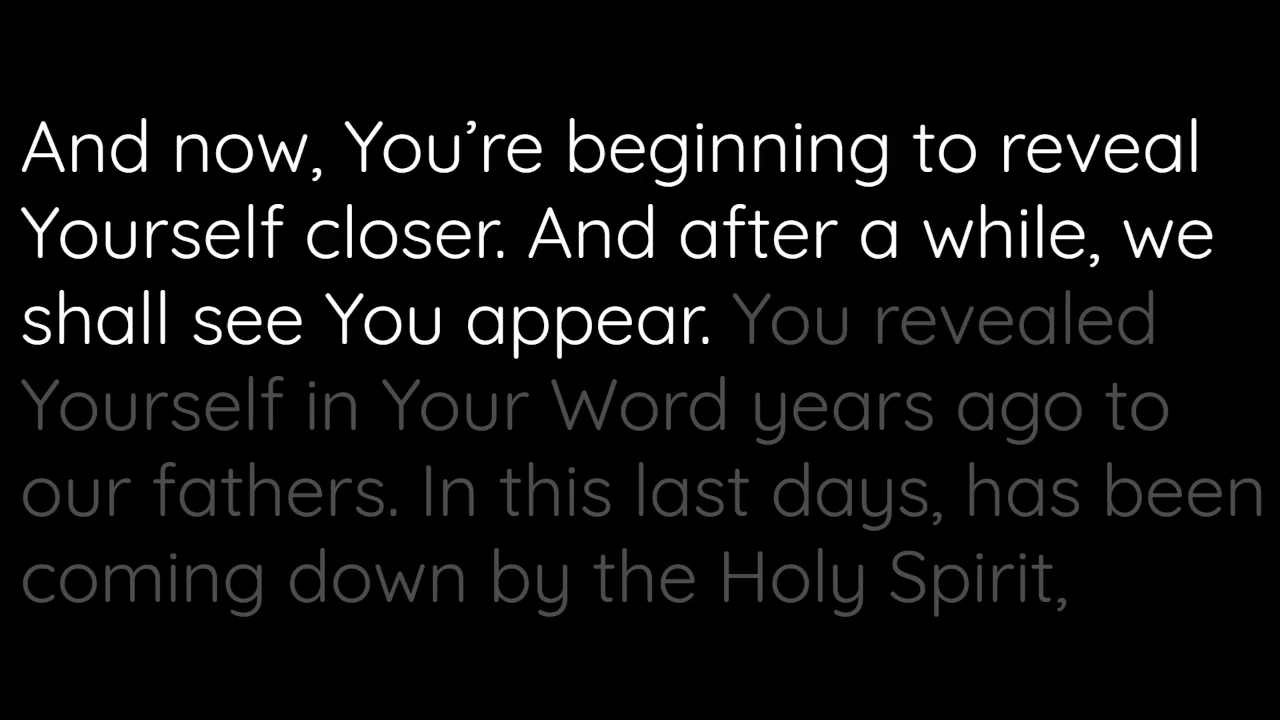 And now, You’re beginning to reveal
Yourself closer. And after a while, we
shall see You appear. You revealed
Yourself in Your Word years ago to
our fathers. In this last days, has been
coming down by the Holy Spirit,